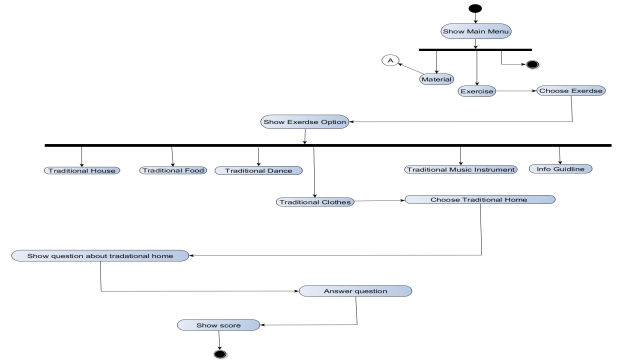 Show Main Menu
A
Material
Exercise
Choose Exerdse
Show Exerdse Option
Traditional House
Traditional Food
Traditional Dance
Traditional Music Instrument
Info Guidline
Traditional Clothes
Choose Traditional Home
Show question about tradational home
Answer question
Show score